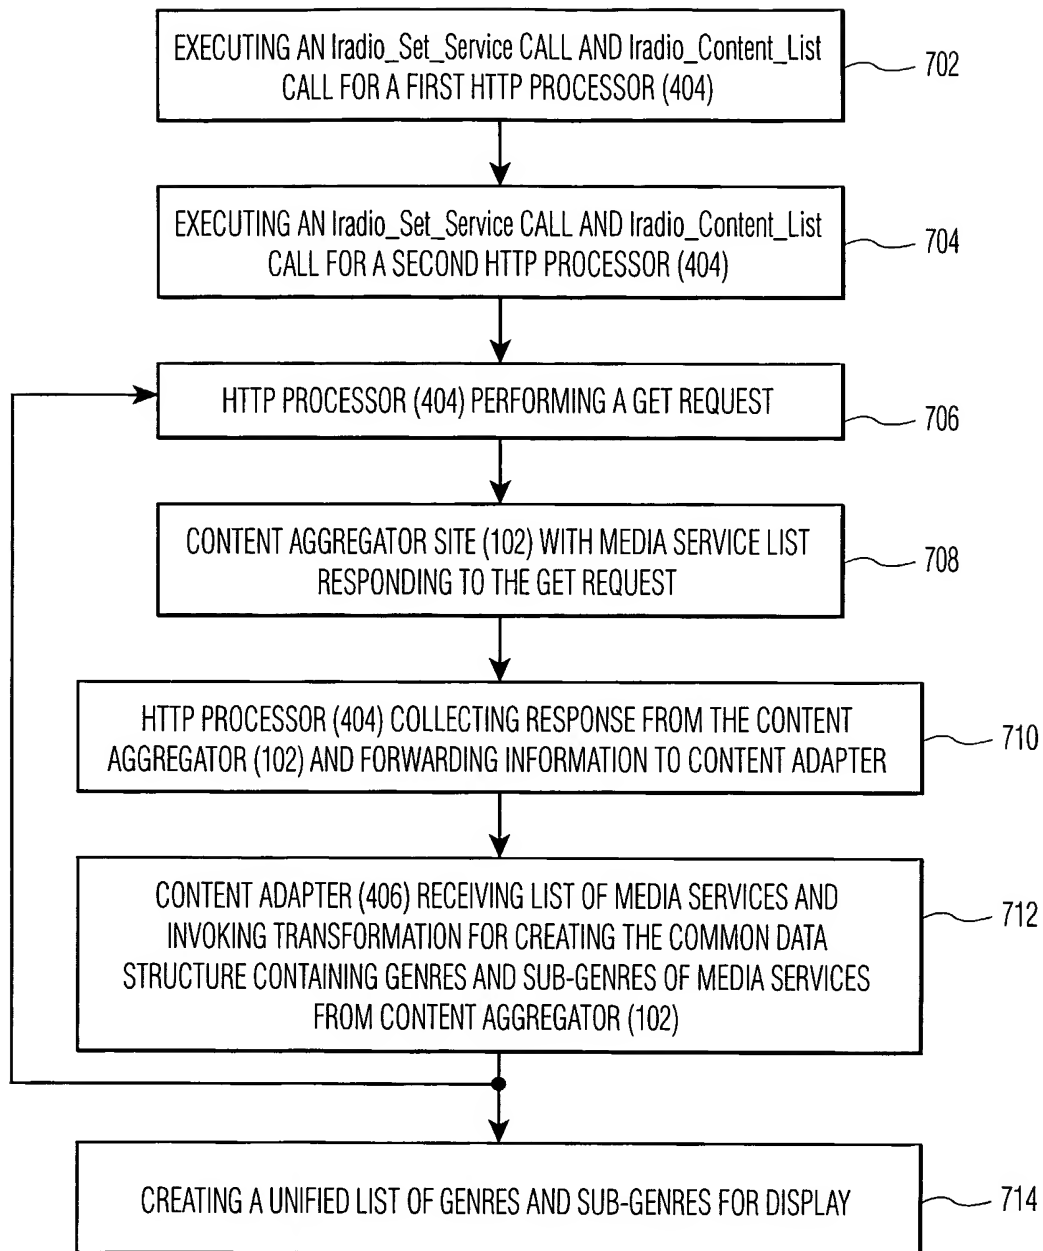 EXECUTING AN Iradio_Set_Service CALL AND Iradio_Content_List
CALL FOR A FIRST HTTP PROCESSOR (404)
702
EXECUTING AN Iradio_Set_Service CALL AND Iradio_Content_List
CALL FOR A SECOND HTTP PROCESSOR (404)
704
HTTP PROCESSOR (404) PERFORMING A GET REQUEST
706
CONTENT AGGREGATOR SITE (102) WITH MEDIA SERVICE LIST
RESPONDING TO THE GET REQUEST
708
HTTP PROCESSOR (404) COLLECTING RESPONSE FROM THE CONTENT
AGGREGATOR (102) AND FORWARDING INFORMATION TO CONTENT ADAPTER
710
CONTENT ADAPTER (406) RECEIVING LIST OF MEDIA SERVICES AND
INVOKING TRANSFORMATION FOR CREATING THE COMMON DATA
STRUCTURE CONTAINING GENRES AND SUB-GENRES OF MEDIA SERVICES
FROM CONTENT AGGREGATOR (102)
712
CREATING A UNIFIED LIST OF GENRES AND SUB-GENRES FOR DISPLAY
714